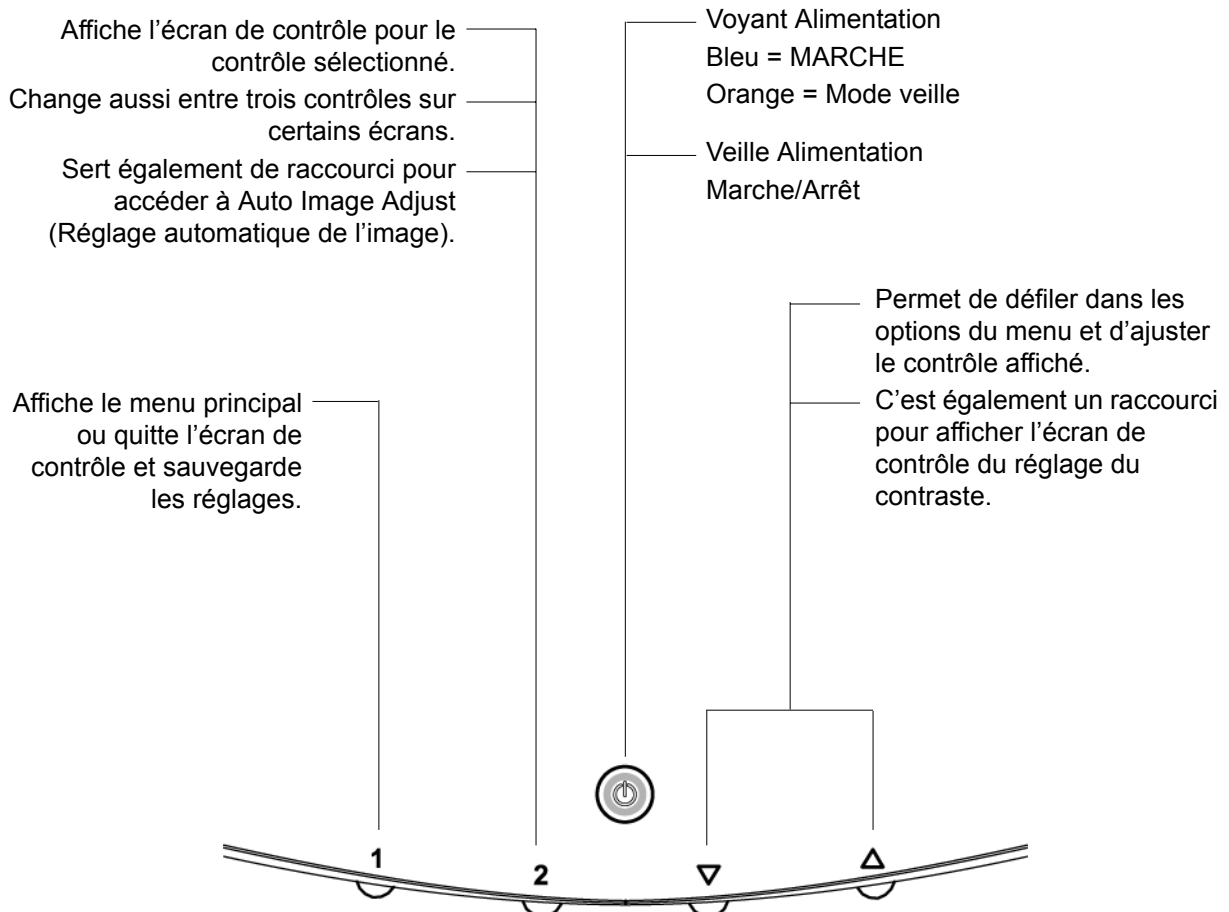 Affiche l’écran de contrôle pour le
contrôle sélectionné.
Change aussi entre trois contrôles sur
certains écrans.
Sert également de raccourci pour
accéder à Auto Image Adjust
(Réglage automatique de l’image).
Voyant Alimentation
Bleu = MARCHE
Orange = Mode veille
Veille Alimentation
Marche/Arrêt
Permet de défiler dans les
options du menu et d'ajuster
le contrôle affiché.
C’est également un raccourci
pour afficher l’écran de
contrôle du réglage du
contraste.
Affiche le menu principal
ou quitte l’écran de
contrôle et sauvegarde
les réglages.
1
2